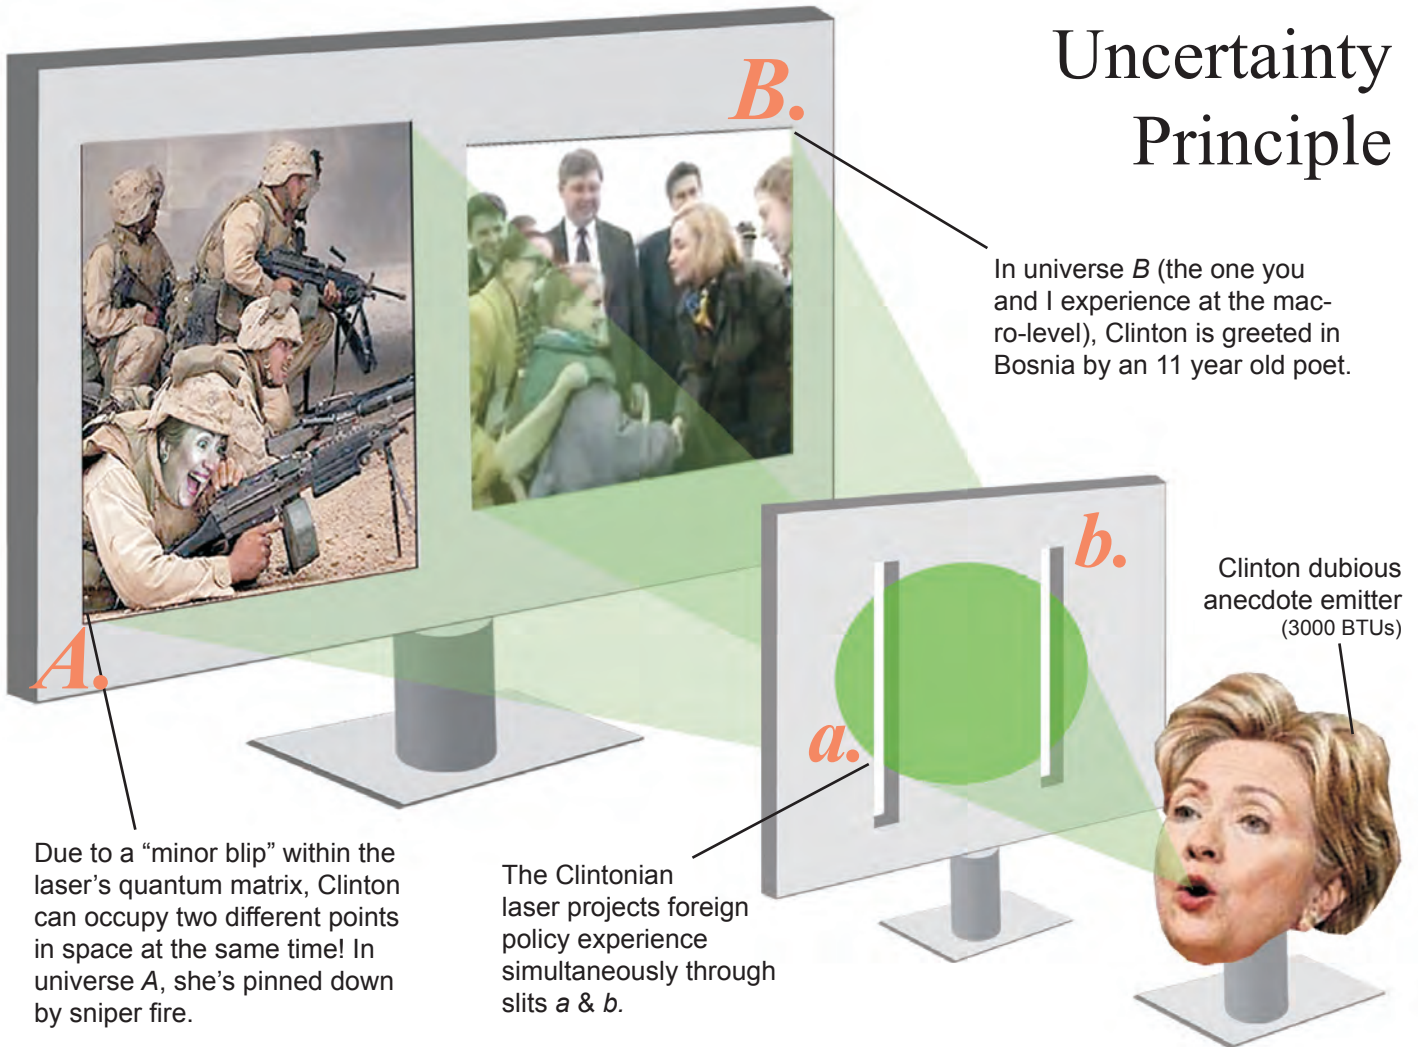 Uncertainty
Principle
B.
In universe B (the one you
and I experience at the mac-
ro-level), Clinton is greeted in
Bosnia by an 11 year old poet.
b.
Clinton dubious
anecdote emitter
(3000 BTUs)
A.
a.
Due to a “minor blip” within the
laser’s quantum matrix, Clinton
can occupy two different points
in space at the same time! In
universe A, she’s pinned down
by sniper fire.
The Clintonian
laser projects foreign
policy experience
simultaneously through
slits a & b.